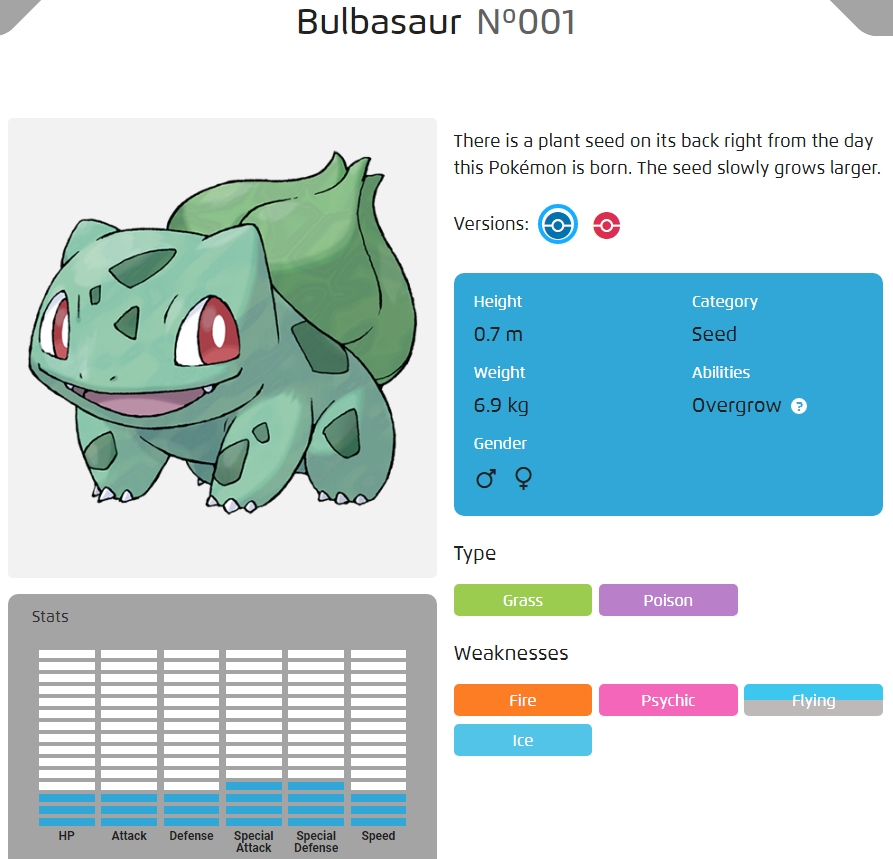 Bulbasaur Nº001
There is a plant seed on its back right from the day
this Pokémon is born. The seed slowly grows larger.
Versions:
Height
0.7 m
Weight
6.9 kg
Gender
Category
Seed
Abilities
Overgrow ?
Type
Grass
Poison
Weaknesses
Fire
Psychic
Flying
Ice
Stats
HP
Attack
Defense
Special
Attack
Special
Defense
Speed